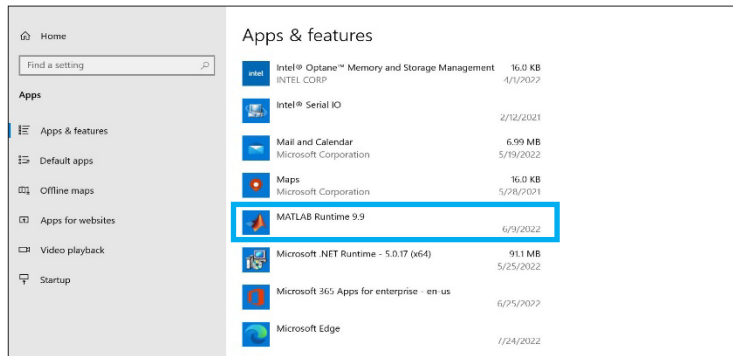 Home
Find a setting
Apps
Apps & features
Default apps
Offline maps
Apps for websites
Video playback
Startup
Apps & features
intel
Intel® Optane™ Memory and Storage Management 16.0 KB
INTEL CORP 4/1/2022
Intel® Serial IO
2/12/2021
Mail and Calendar 6.99 MB
Microsoft Corporation 5/19/2022
Maps 16.0 KB
Microsoft Corporation 5/28/2021
MATLAB Runtime 9.9
6/9/2022
Microsoft .NET Runtime - 5.0.17 (x64) 91.1 MB
5/25/2022
Microsoft 365 Apps for enterprise - en-us
6/25/2022
Microsoft Edge
7/24/2022